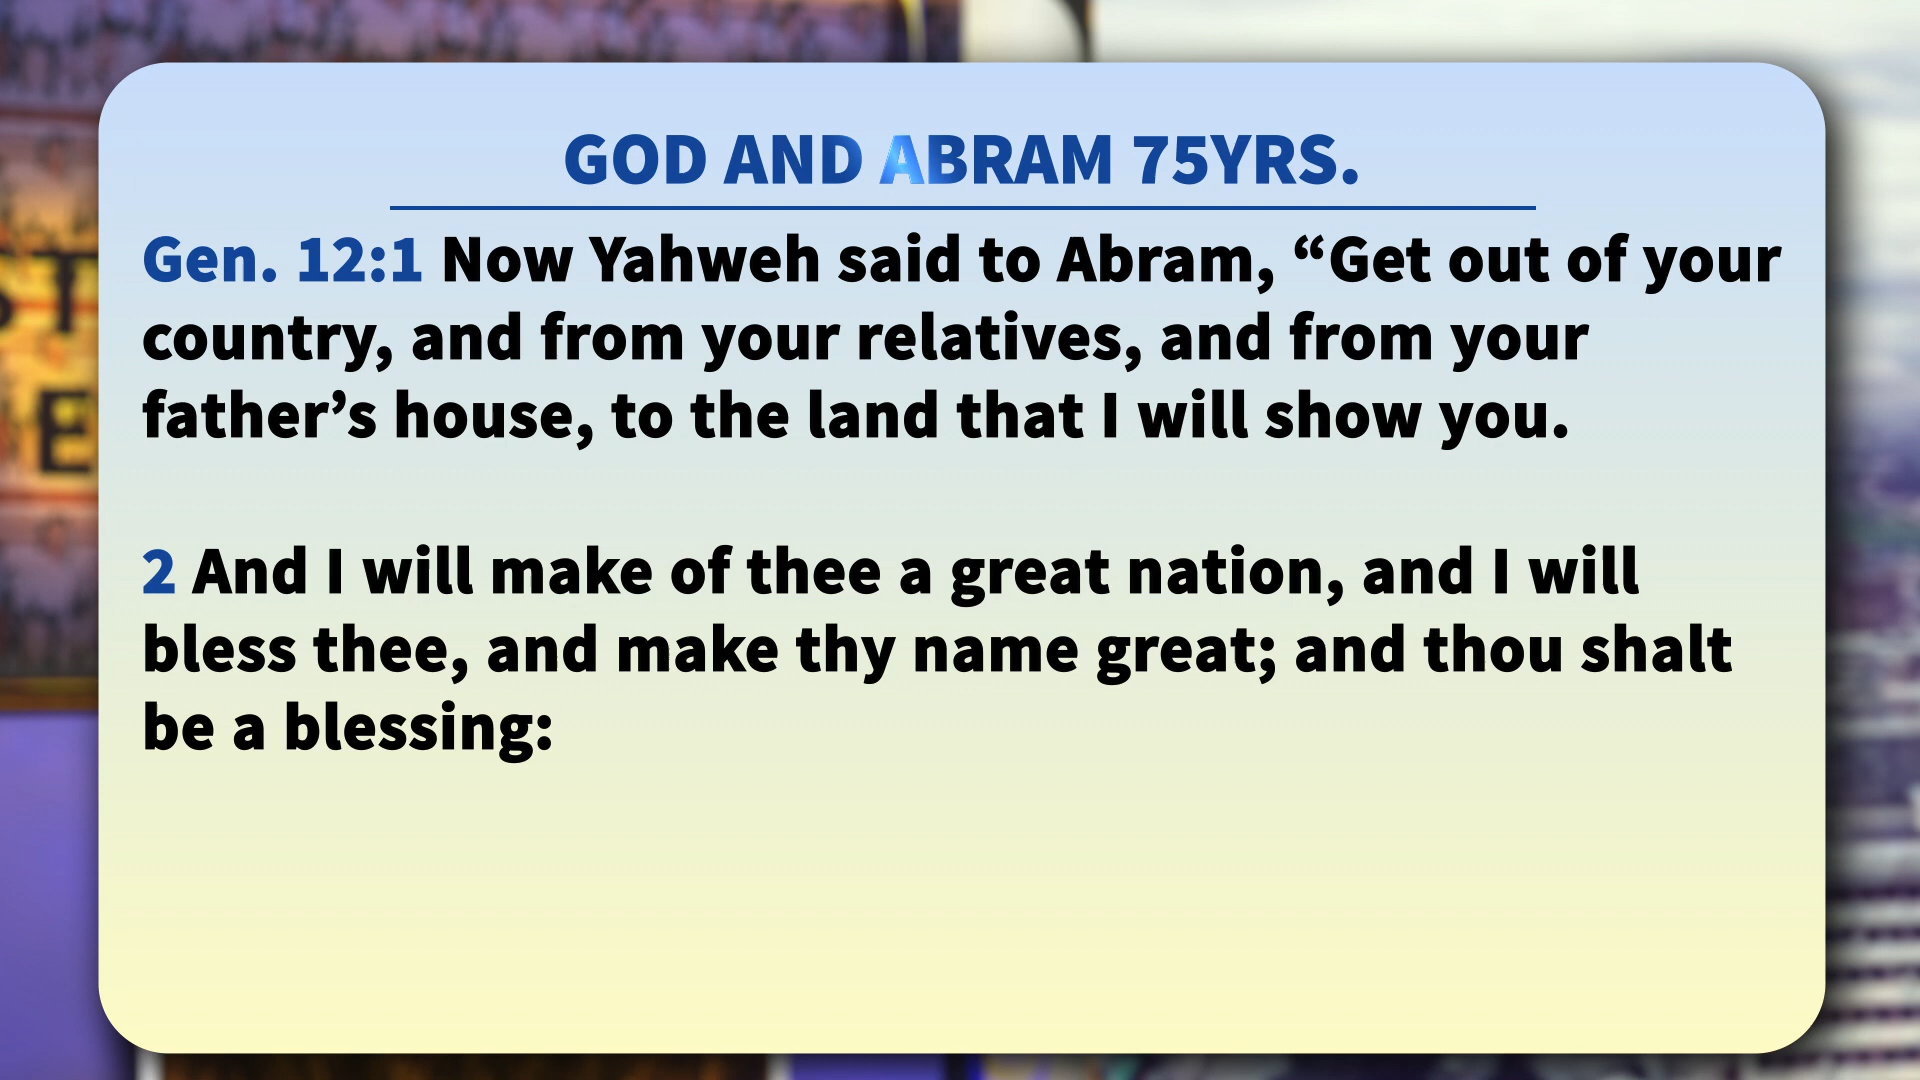 GOD AND ABRAM 75YRS.
Gen. 12:1 Now Yahweh said to Abram, “Get out of your
country, and from your relatives, and from your
father’s house, to the land that I will show you.
2 And I will make of thee a great nation, and I will
bless thee, and make thy name great; and thou shalt
be a blessing: